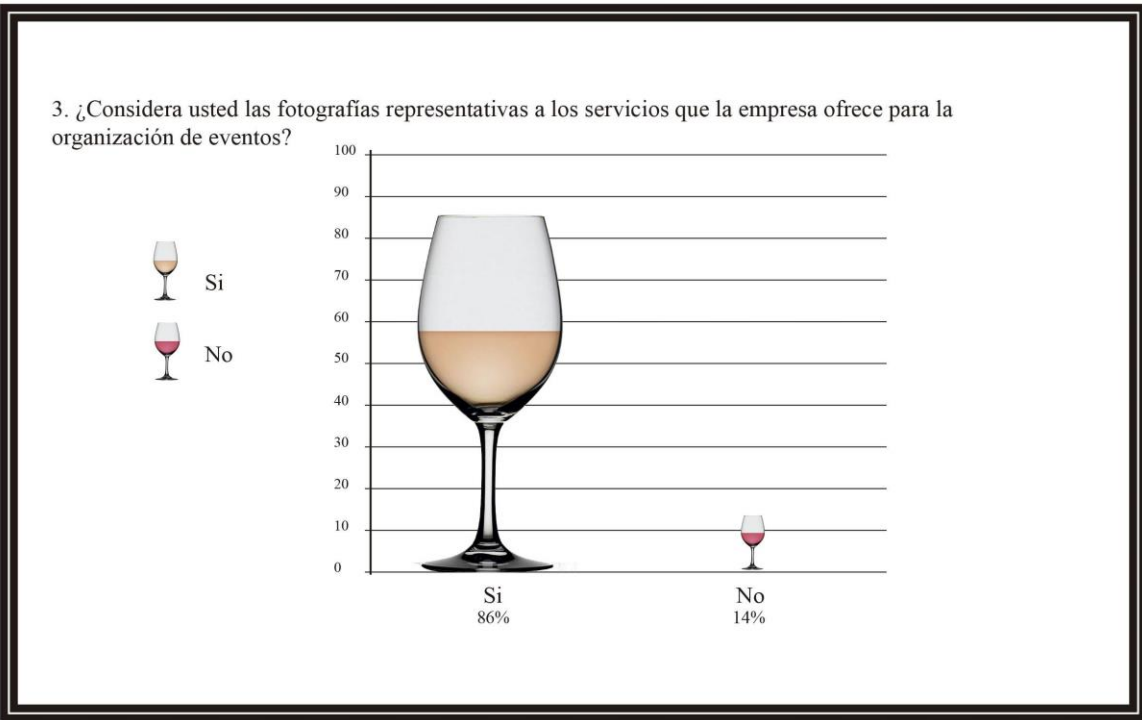 3. ¿Considera usted las fotografías representativas a los servicios que la empresa ofrece para la
organización de eventos?
100
90
80
70
60
50
40
30
20
10
0
Si
No
Si
86%
No
14%